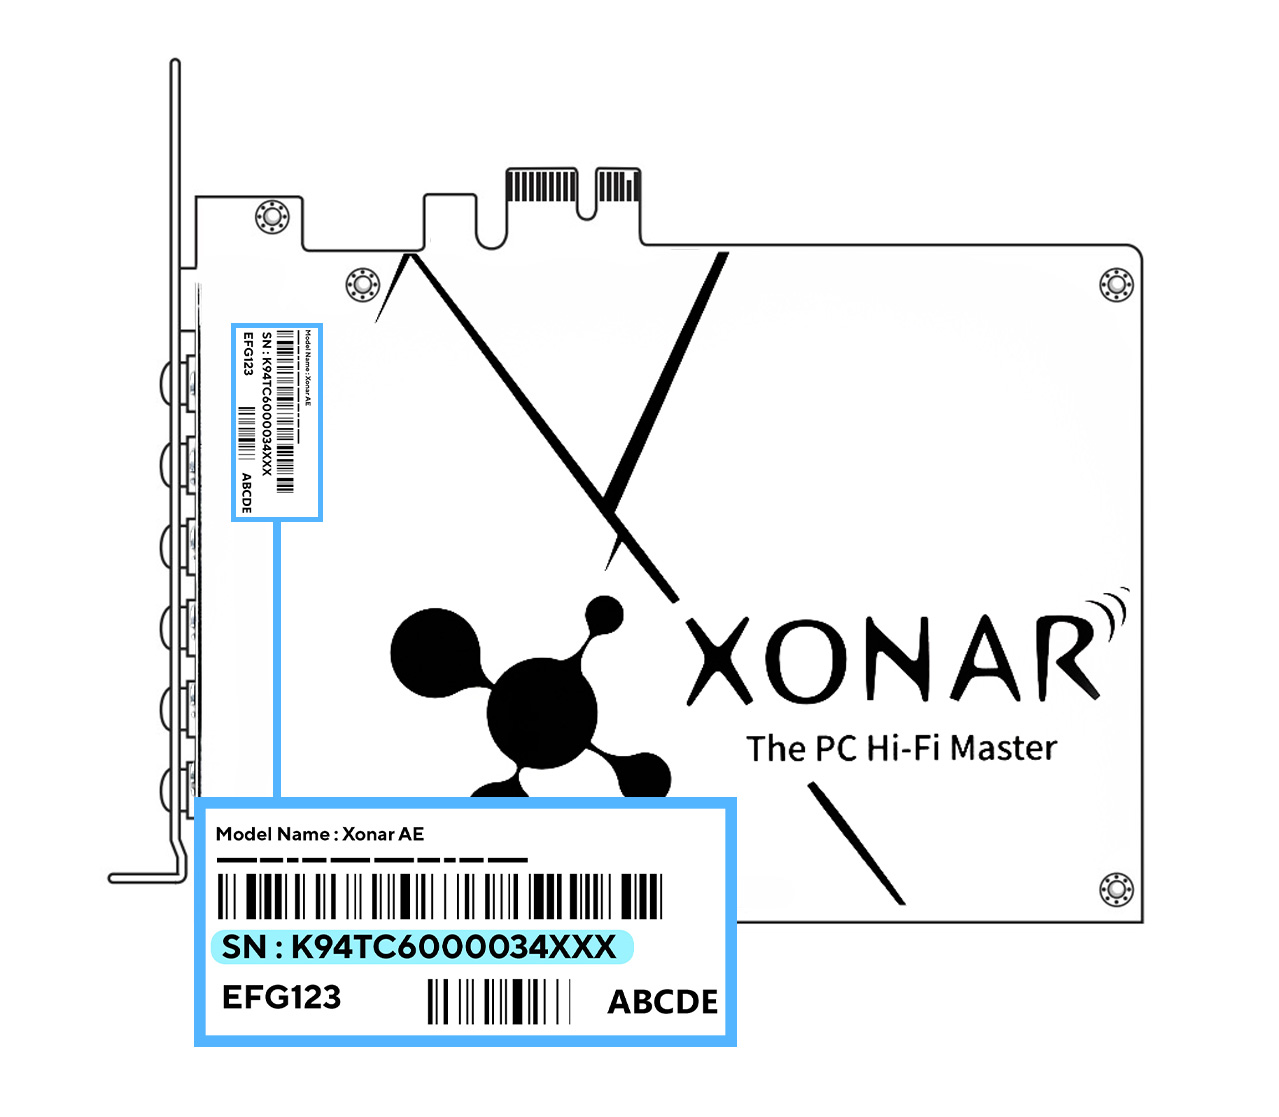 Model Name : Xonar AE
SN : K94TC6000034XXX
EFG123
ABCDE
XONAR
The PC Hi-Fi Master
Model Name : Xonar AE
SN : K94TC6000034XXX
EFG123
ABCDE